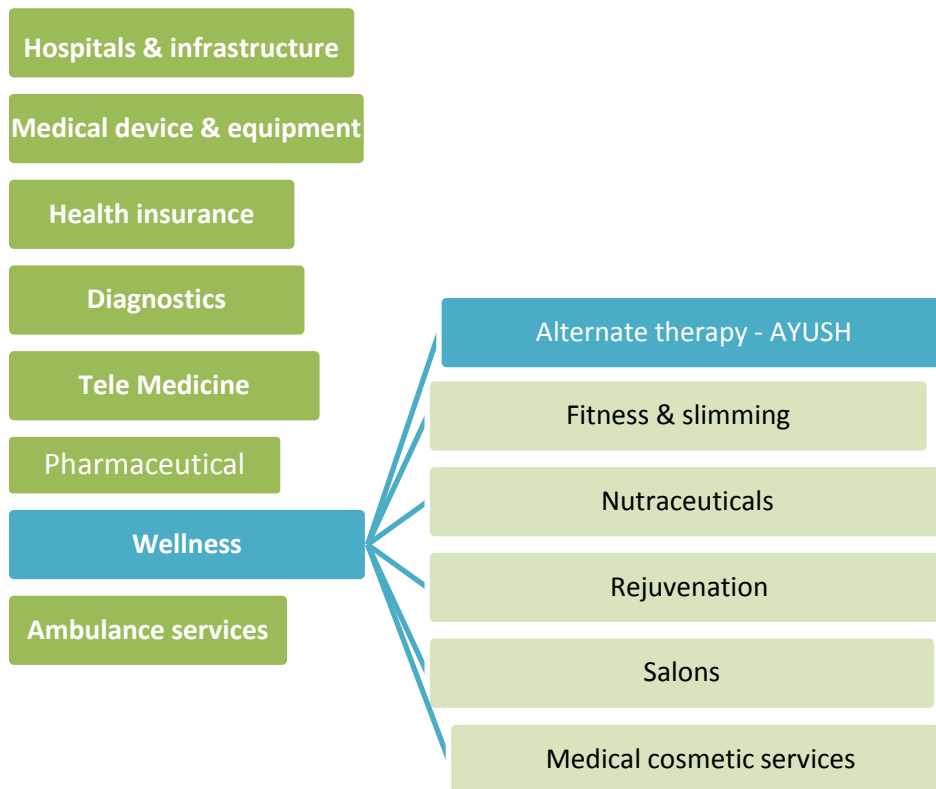 Hospitals & infrastructure
Medical device & equipment
Health insurance
Diagnostics
Tele Medicine
Pharmaceutical
Wellness
Ambulance services
Alternate therapy - AYUSH
Fitness & slimming
Nutraceuticals
Rejuvenation
Salons
Medical cosmetic services